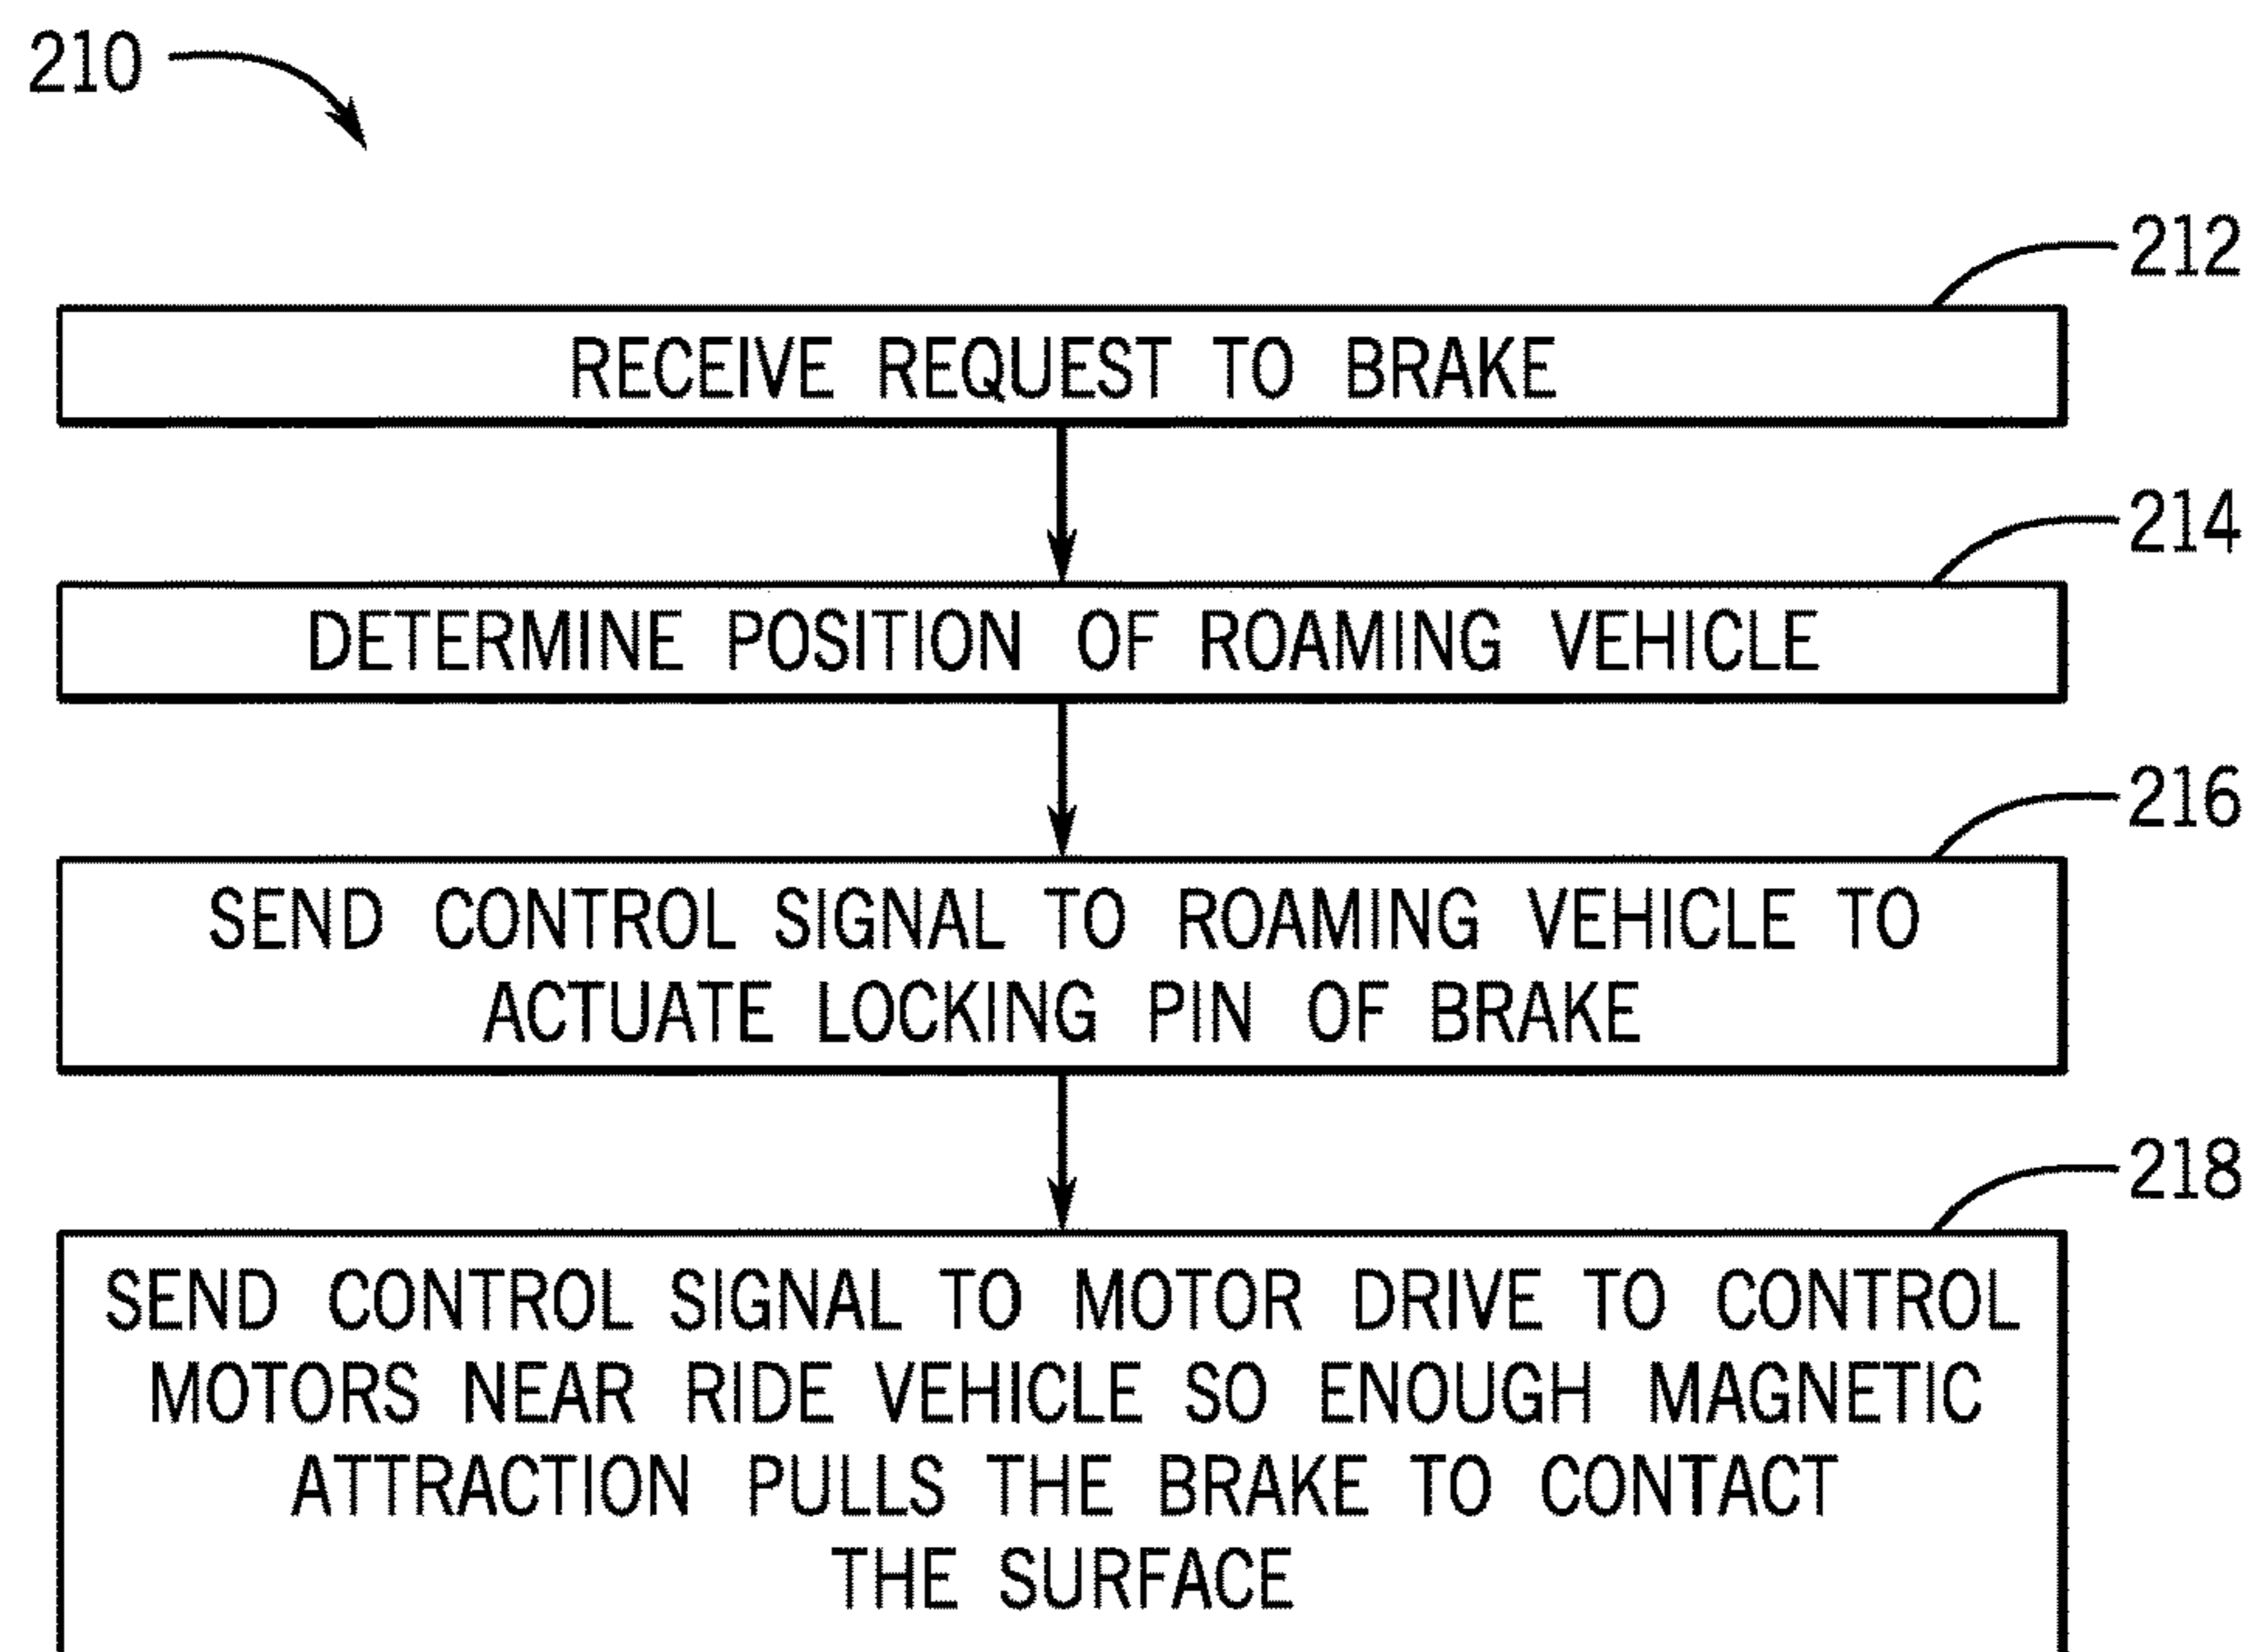 210
212
RECEIVE REQUEST TO BRAKE
214
DETERMINE POSITION OF ROAMING VEHICLE
216
SEND CONTROL SIGNAL TO ROAMING VEHICLE TO
ACTUATE LOCKING PIN OF BRAKE
218
SEND CONTROL SIGNAL TO MOTOR DRIVE TO CONTROL
MOTORS NEAR RIDE VEHICLE SO ENOUGH MAGNETIC
ATTRACTION PULLS THE BRAKE TO CONTACT
THE SURFACE